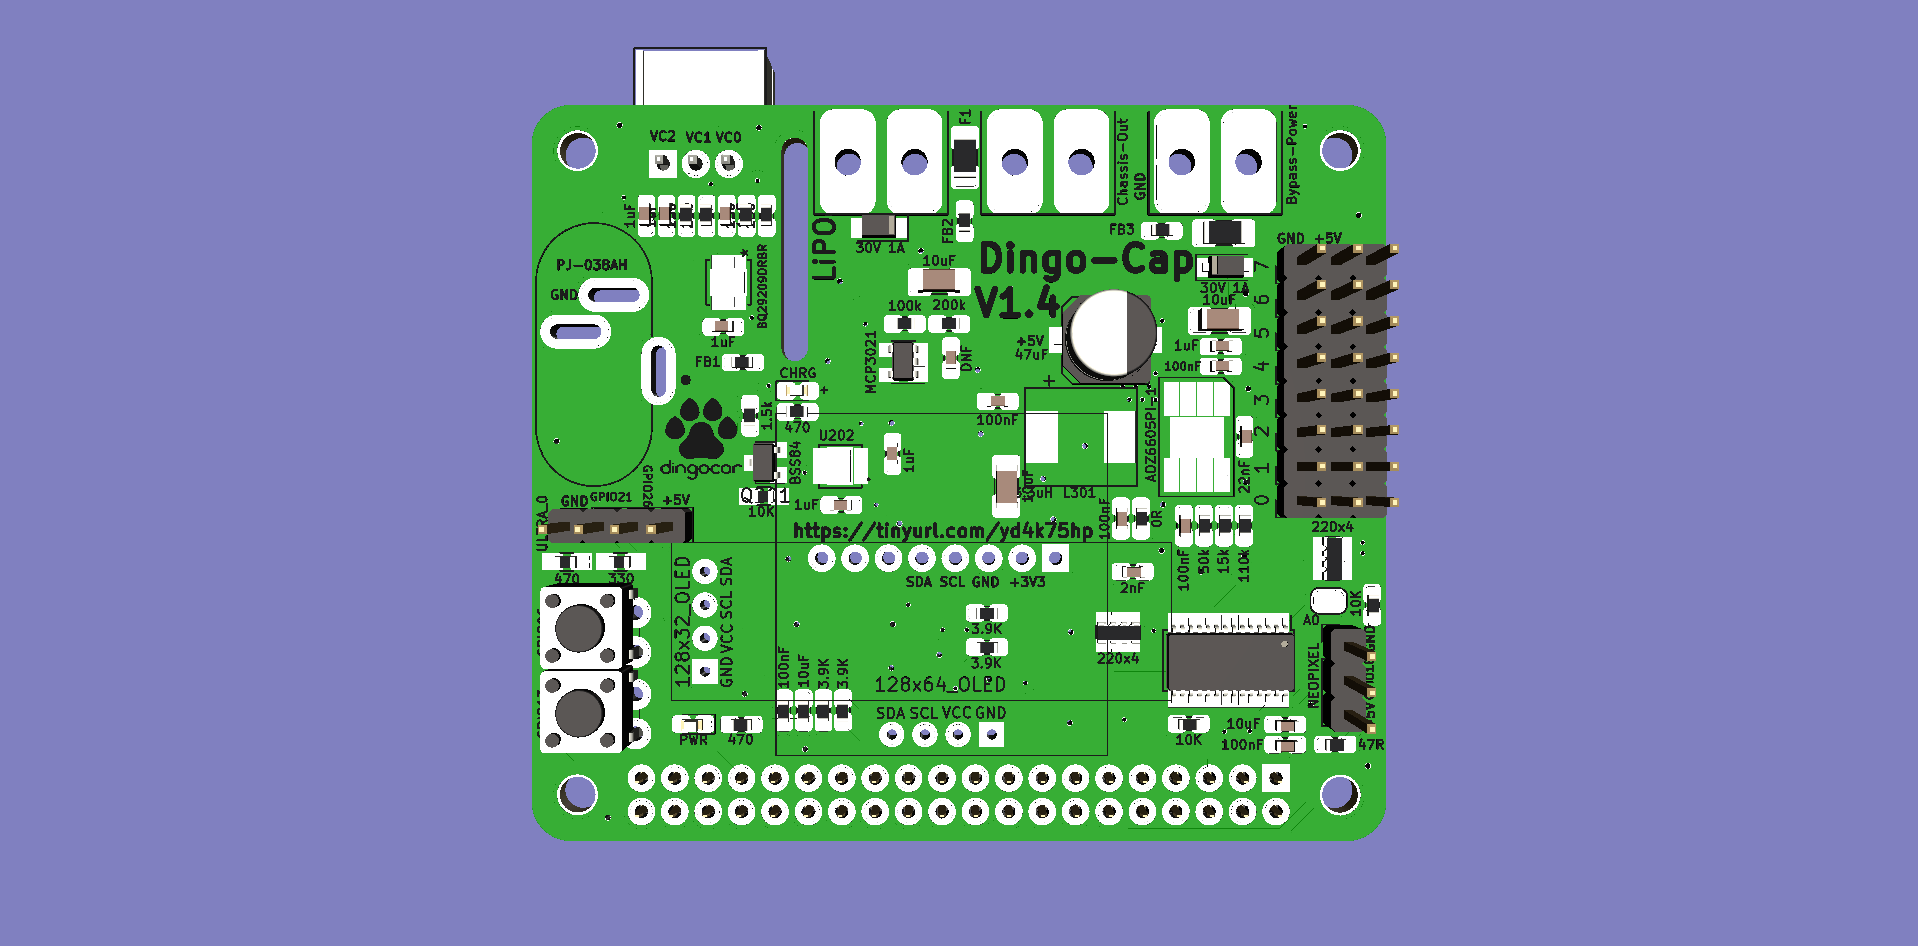 VC2 VC1 VC0
F1
Chassis-Out
GND
Bypass-Power
1uF
LiPO
30V 1A
FB2
FB3
GND +5V
PJ-038AH
GND
BQ29209DRBR
1uF
FB1
Dingo-Cap
V1.4
10uF
100k 200k
MCP3021
DNF
+5V
47uF
+
30V 1A
10uF
1uF
100nF
7
6
5
4
3
2
1
0
CHRG
+
470
1.5k
dingocar
U202
BSS84
10K
1uF
1uF
100nF
L301
AOZ6605PI-1
22nF
https://tinyurl.com/yd4k75hp
100nF
0R
100nF
50k
15k
110k
220x4
GND
GPIO21
GPIO26
+5V
470
330
128x32_OLED
SDA
SCL
VCC
GND
SDA SCL GND +3V3
2nF
3.9K
3.9K
220x4
A0
10K
NEOPIXEL
GND
100nF
10uF
3.9K
3.9K
128x64_OLED
SDA SCL VCC GND
PWR
470
10K
10uF
100nF
47R